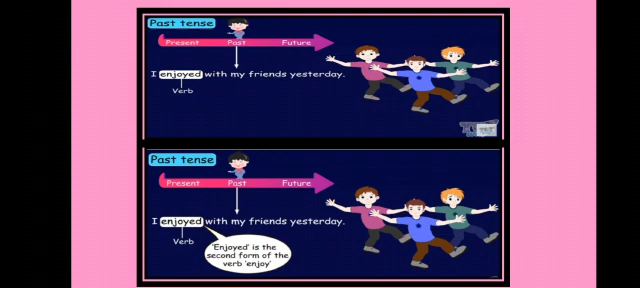 Past tense
Present Past Future
I enjoyed with my friends yesterday.
Verb
Past tense
Present Past Future
I enjoyed with my friends yesterday.
Verb
'Enjoyed' is the
second form of the
verb 'enjoy'